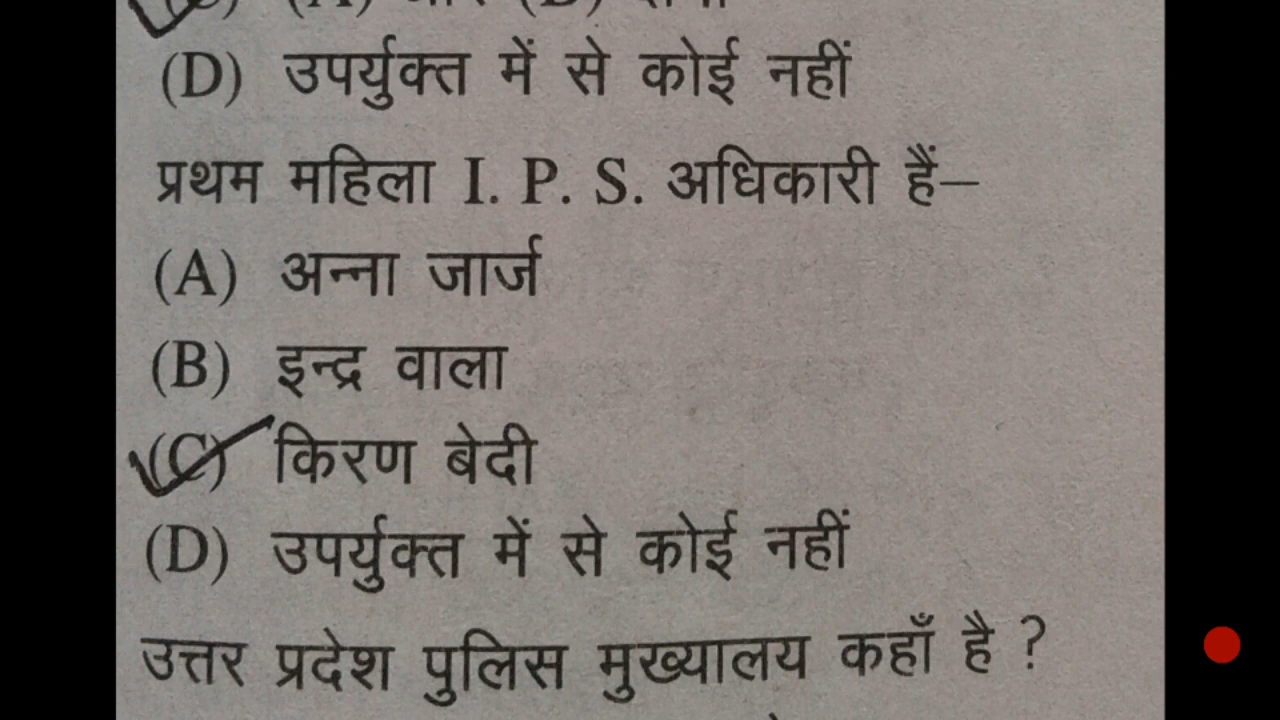 (D) उपर्युक्त में से कोई नहीं
प्रथम महिला I. P. S. अधिकारी हैं–
(A) अन्ना जार्ज
(B) इन्द्र वाला
(C) किरण बेदी
(D) उपर्युक्त में से कोई नहीं
उत्तर प्रदेश पुलिस मुख्यालय कहाँ है ?